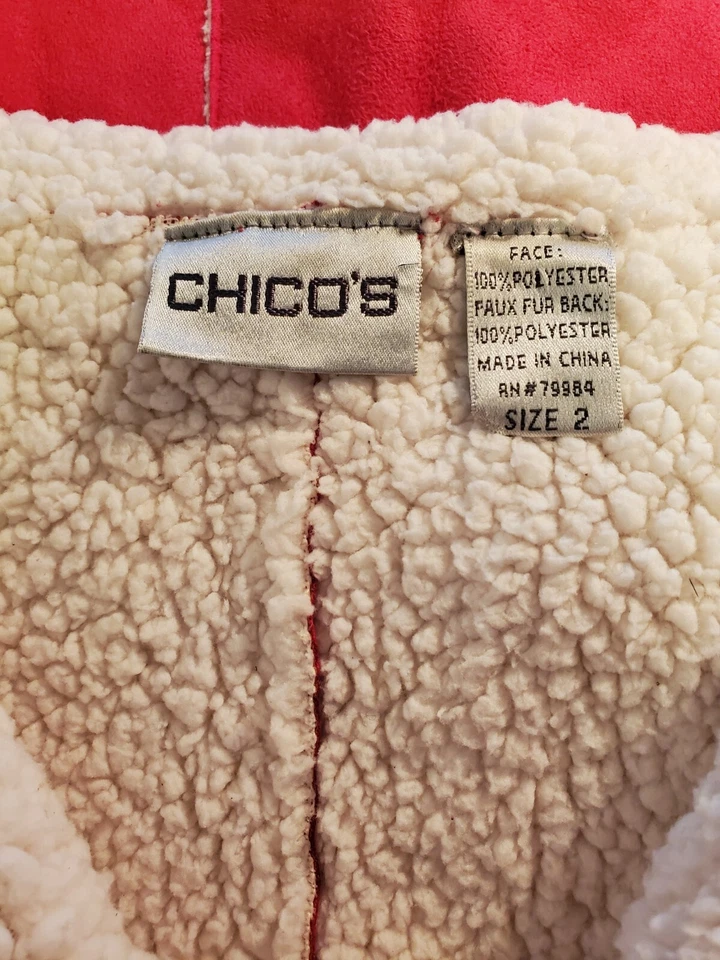 CHICO'S
FACE:
100%POLYESTER
FAUX FUR BACK:
100%POLYESTER
MADE IN CHINA
RN#79984
SIZE 2